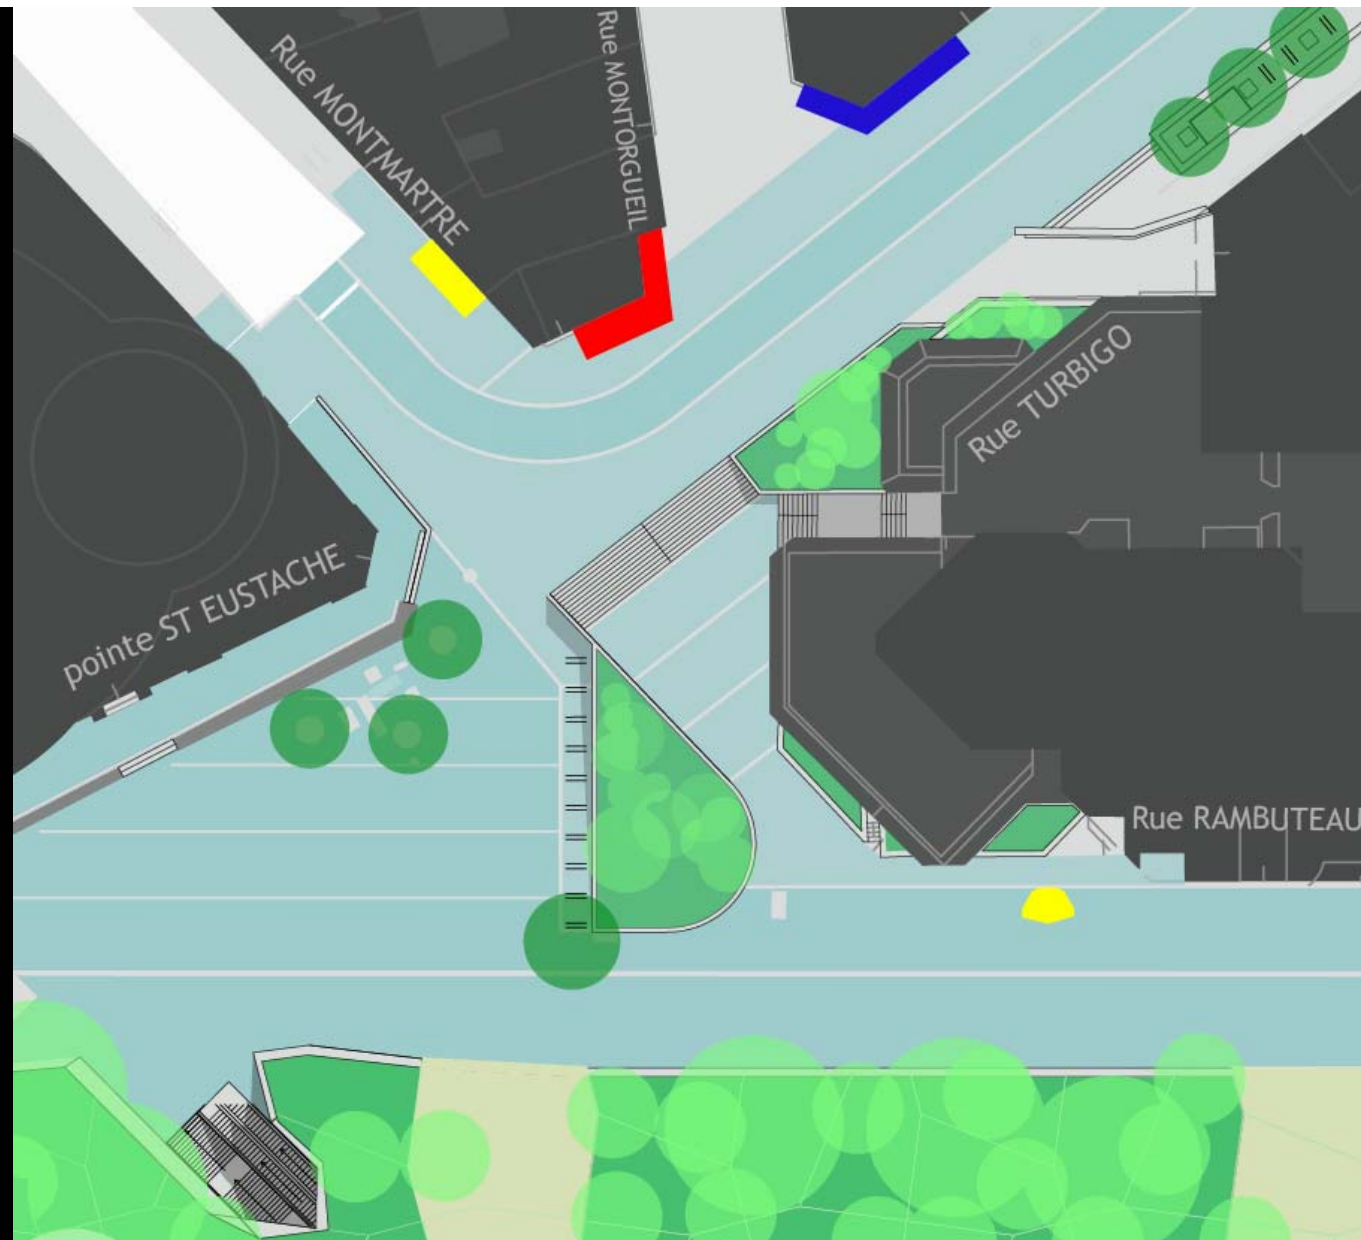 Rue MONTMARTRE
Rue MONTORGUEIL
Rue TURBIGO
pointe ST EUSTACHE
Rue RAMBUTEAU